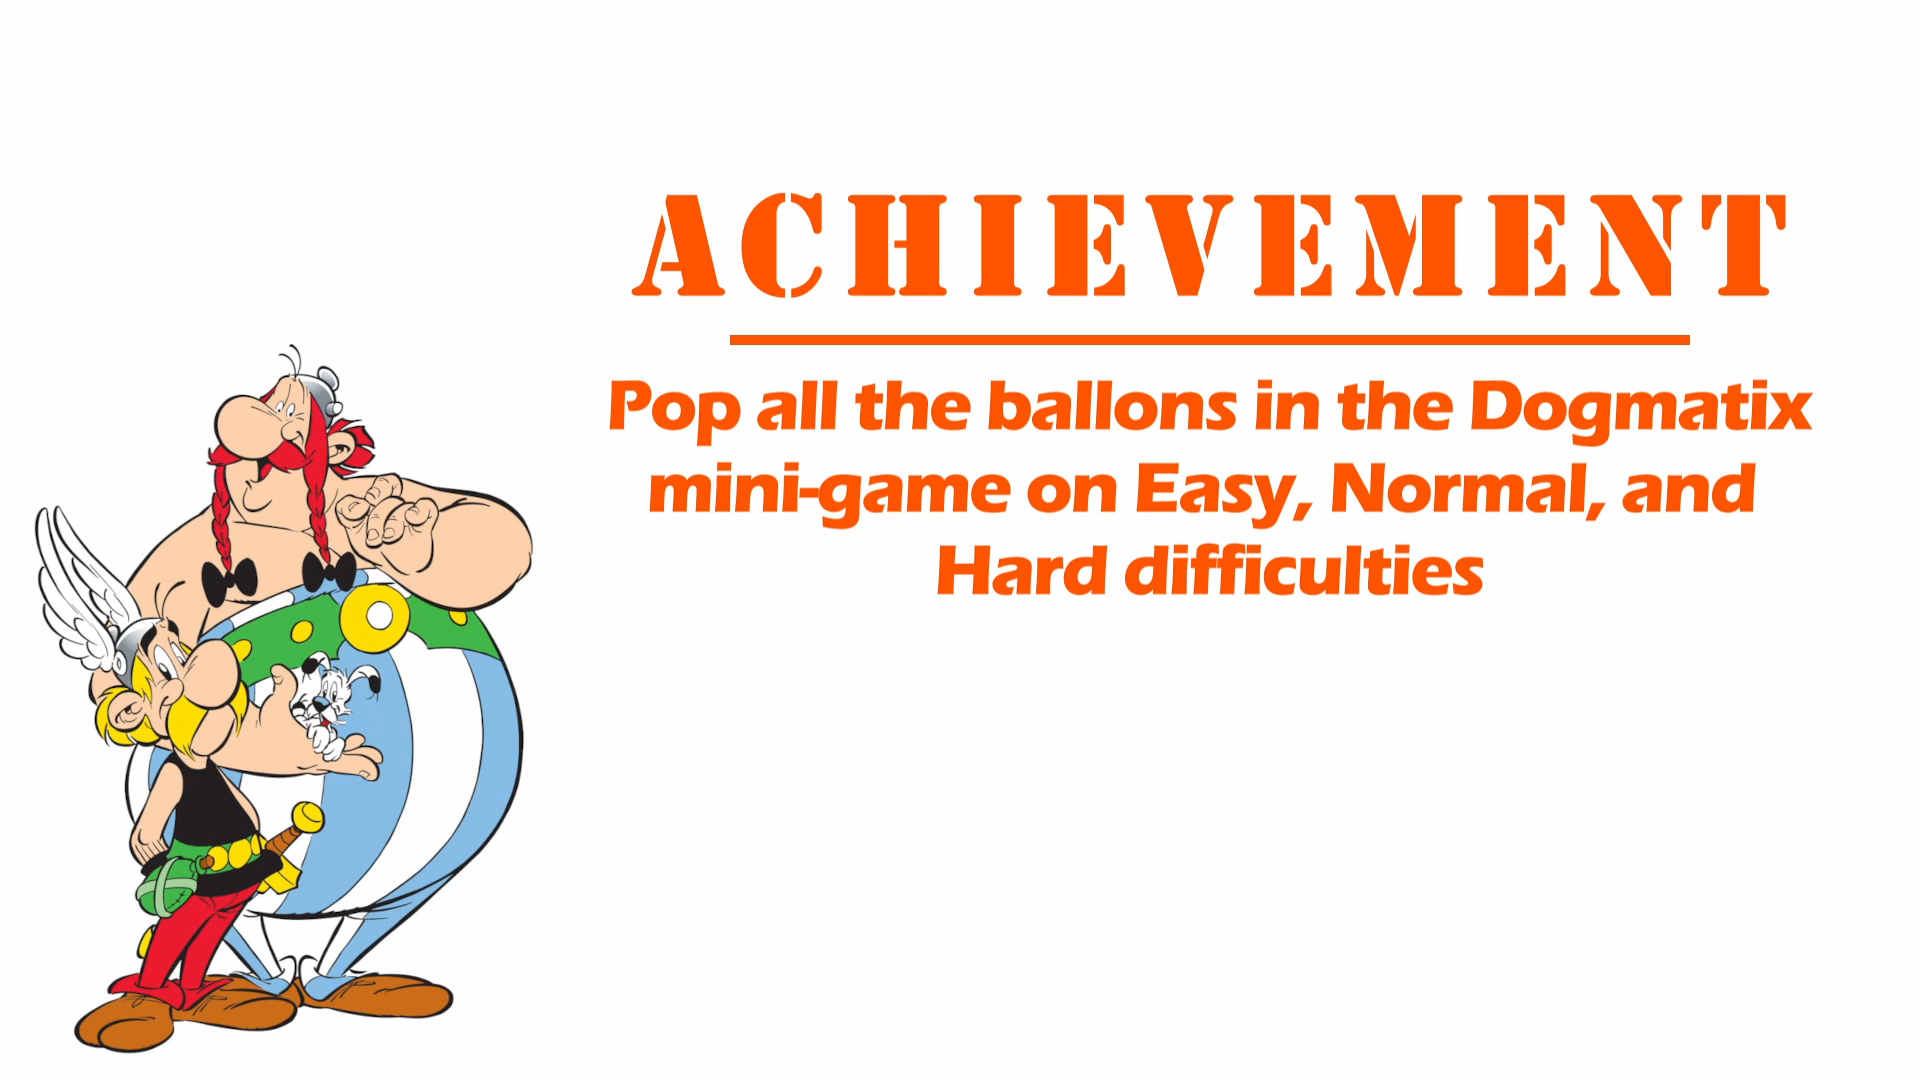 ACHIEVEMENT
Pop all the ballons in the Dogmatix
mini-game on Easy, Normal, and
Hard difficulties